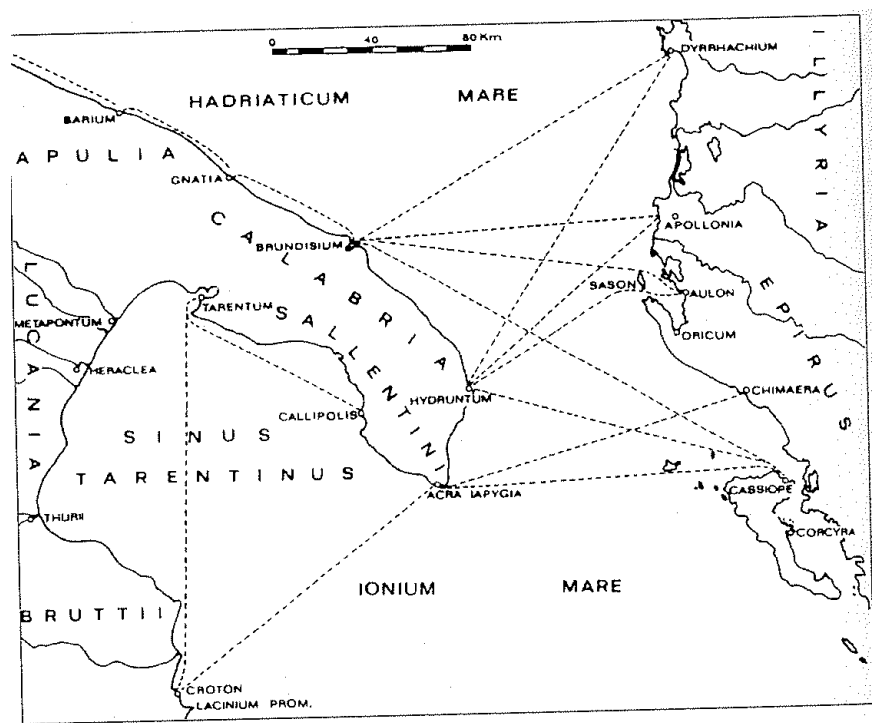 0 40 80 Km
DYRRHACHIUM
HADRIATICUM MARE
BARIUM
APULIA
GNATIA
ILLYRIA
CALABRIA
BRUNDISIUM
APOLLONIA
SASON
AULON
EPIRUS
TARENTUM
SALLENTINI
LUCANIA
METAPONTUM
ORICUM
HERACLEA
HYDRUNTUM
CHIMAERA
CALLIPOLIS
SINUS
TARENTINUS
ACRA IAPYGIA
CASSIOPE
THURII
CORCYRA
IONIUM MARE
BRUTTII
CROTON
LACINIUM PROM.